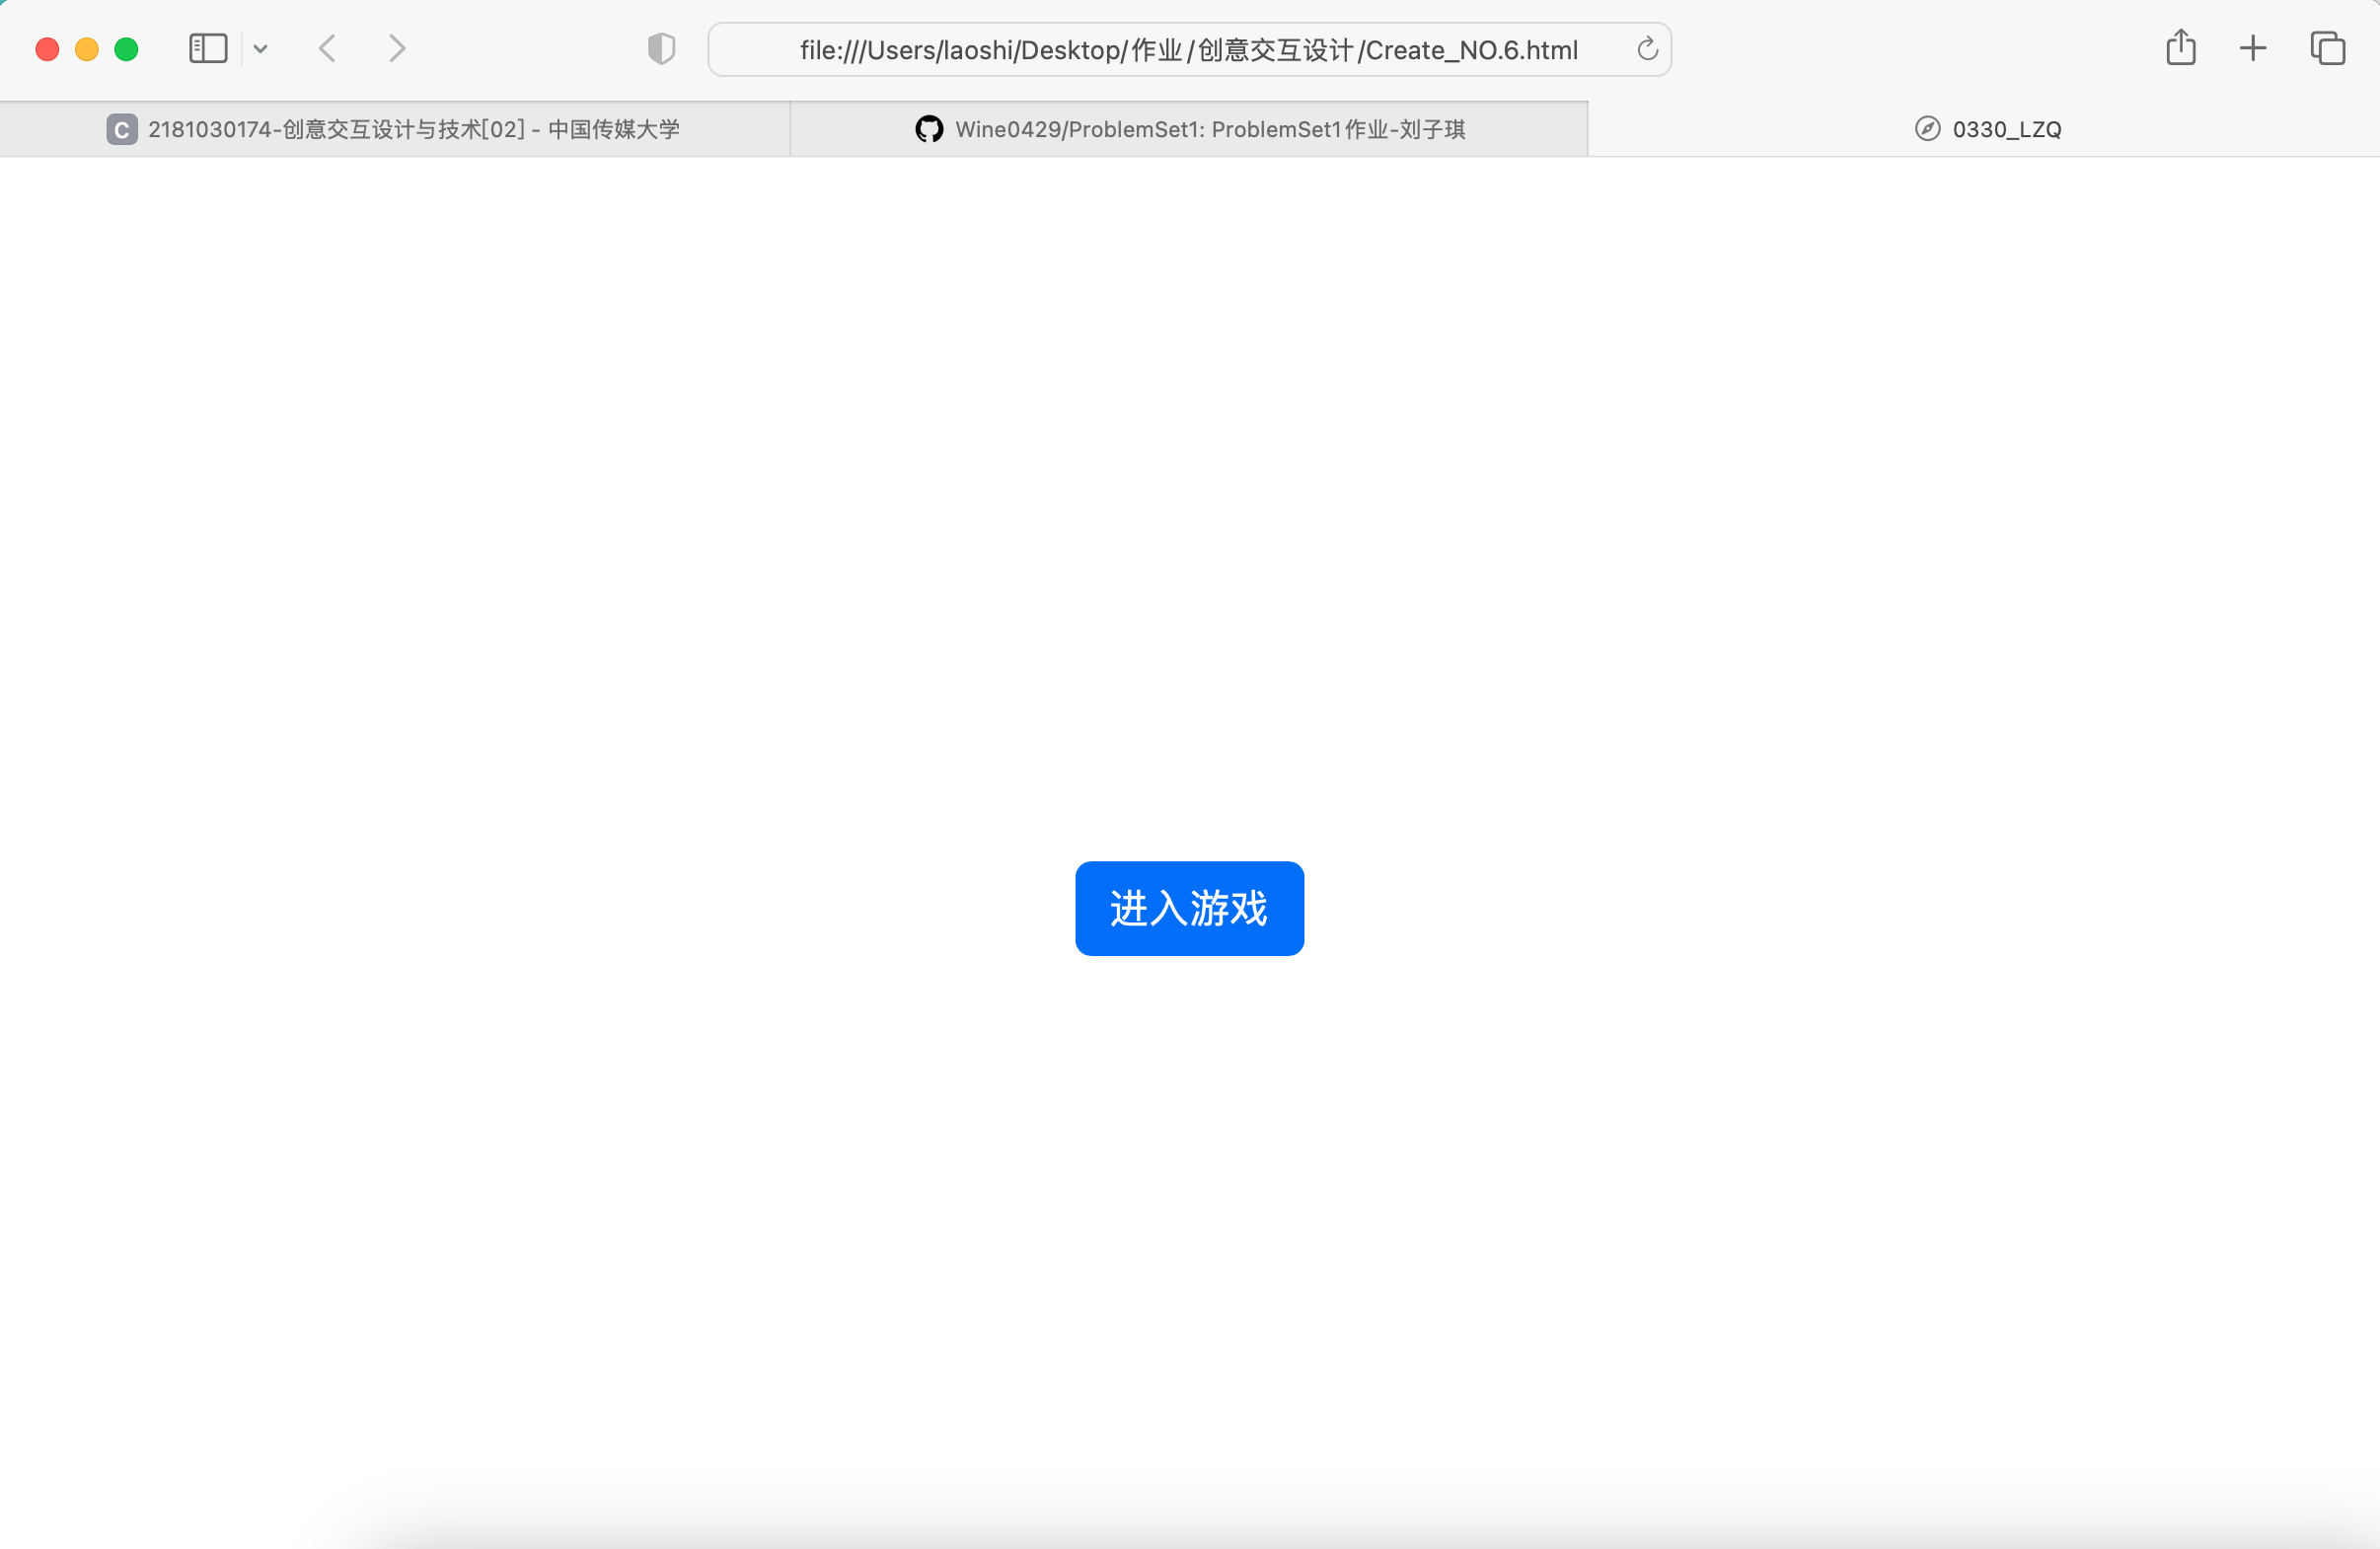 file:///Users/laoshi/Desktop/作业/创意交互设计/Create_NO.6.html
C 2181030174-创意交互设计与技术[02] - 中国传媒大学
Wine0429/ProblemSet1: ProblemSet1作业-刘子琪
0330_LZQ
进入游戏